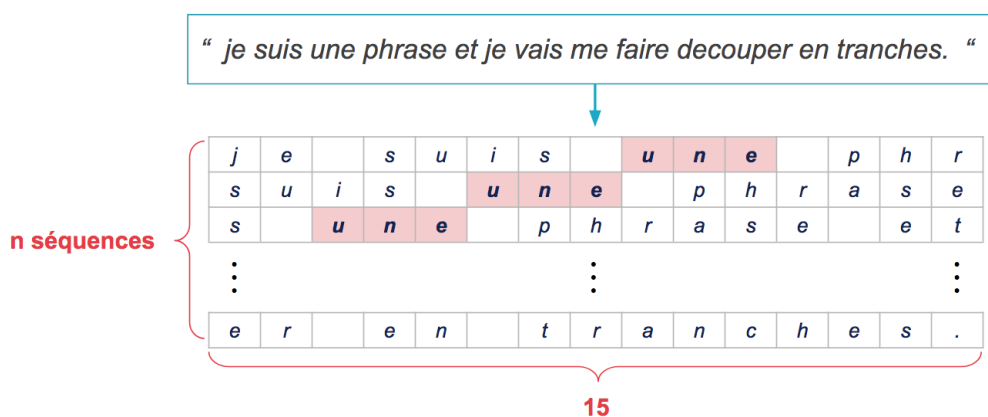 “ je suis une phrase et je vais me faire decouper en tranches. “
j e s u i s u n e p h r
s u i s u n e p h r a s e
s u n e p h r a s e e t
n séquences
e r e n t r a n c h e s .
15